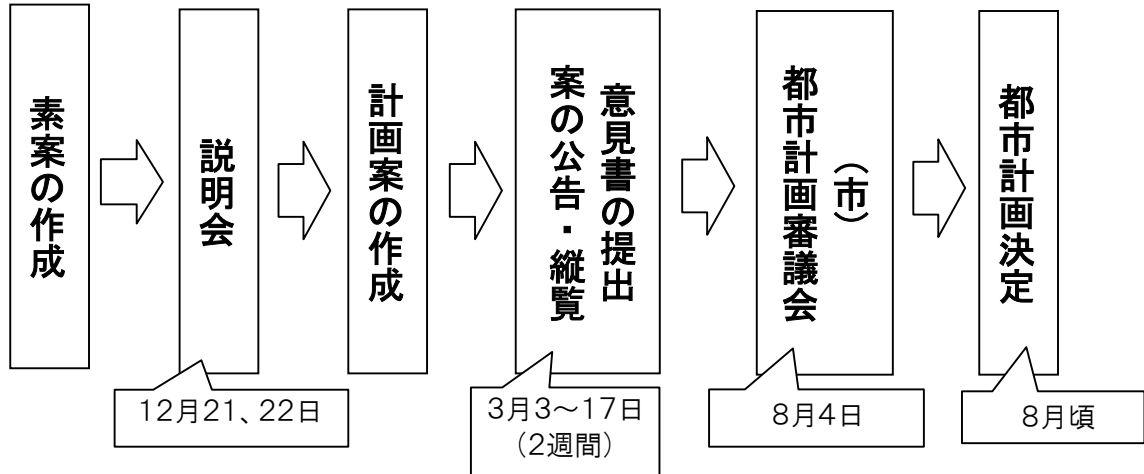 素案の作成
説明会
計画案の作成
意見書の提出
案の公告・縦覧
(市)
都市計画審議会
都市計画決定
12月21、22日
3月3～17日
(2週間)
8月4日
8月頃